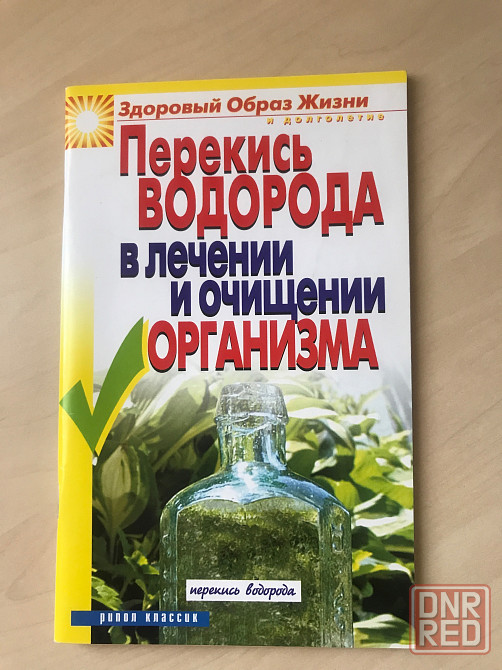 Здоровый Образ Жизни
и долголетие
Перекись
ВОДОРОДА
в лечении
и очищении
ОРГАНИЗМА
перекись водорода
рипол классик
DNR
RED